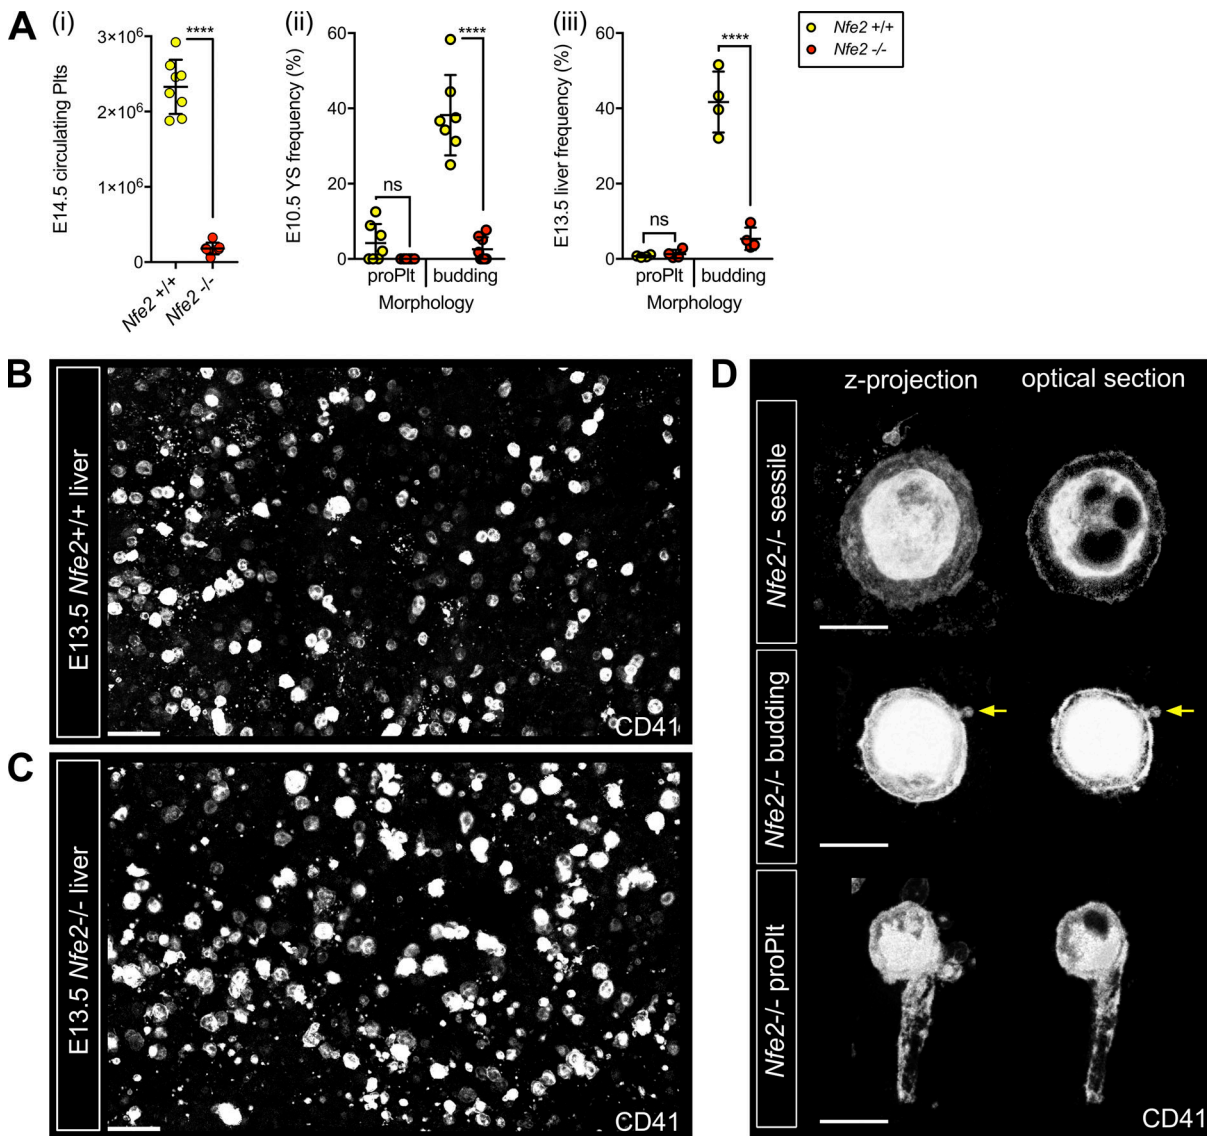 A
(i)
E14.5 circulating Plts
3×10⁶
2×10⁶
1×10⁶
0
****
Nfe2 +/+
Nfe2 -/-
(ii)
E10.5 YS frequency (%)
60
40
20
0
ns
****
proPlt
budding
Morphology
(iii)
E13.5 liver frequency (%)
60
40
20
0
ns
****
proPlt
budding
Morphology
Nfe2 +/+
Nfe2 -/-
B
E13.5 Nfe2+/+ liver
CD41
C
E13.5 Nfe2-/- liver
CD41
D
z-projection
optical section
Nfe2-/- sessile
Nfe2-/- budding
Nfe2-/- proPlt
CD41